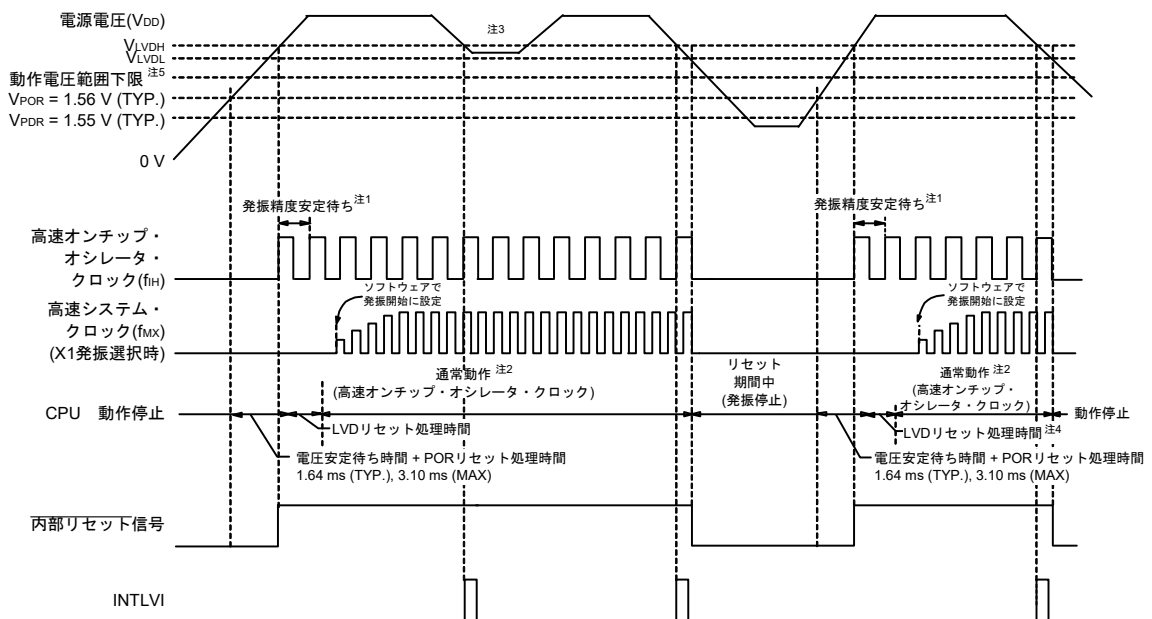 電源電圧(VDD)
注3
VLVDH
VLVDL
動作電圧範囲下限 注5
VPOR = 1.56 V (TYP.)
VPDR = 1.55 V (TYP.)
0 V
発振精度安定待ち注1
発振精度安定待ち注1
高速オンチップ・
オシレータ・
クロック(fIH)
ソフトウェアで
発振開始に設定
ソフトウェアで
発振開始に設定
高速システム・
クロック(fMX)
(X1発振選択時)
通常動作 注2
(高速オンチップ・オシレータ・クロック)
リセット
期間中
(発振停止)
通常動作 注2
(高速オンチップ・
オシレータ・クロック)
CPU 動作停止
動作停止
LVDリセット処理時間
LVDリセット処理時間 注4
電圧安定待ち時間 + PORリセット処理時間
1.64 ms (TYP.), 3.10 ms (MAX)
電圧安定待ち時間 + PORリセット処理時間
1.64 ms (TYP.), 3.10 ms (MAX)
内部リセット信号
INTLVI